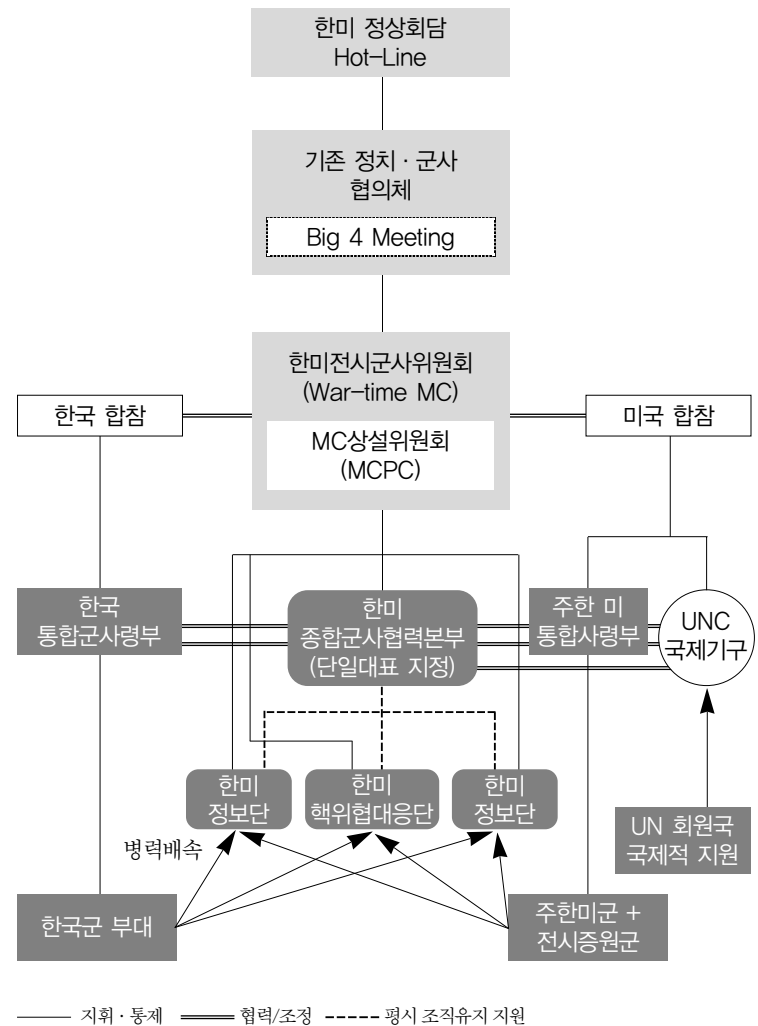 한미 정상회담
Hot-Line
기존 정치 · 군사
협의체
Big 4 Meeting
한미전시군사위원회
(War-time MC)
한국 합참
미국 합참
MC상설위원회
(MCPC)
한국
통합군사령부
한미
종합군사협력본부
(단일대표 지정)
주한 미
통합사령부
UNC
국제기구
한미
정보단
한미
핵위협대응단
한미
정보단
병력배속
UN 회원국
국제적 지원
한국군 부대
주한미군 +
전시증원군
지휘 · 통제
협력/조정
평시 조직유지 지원